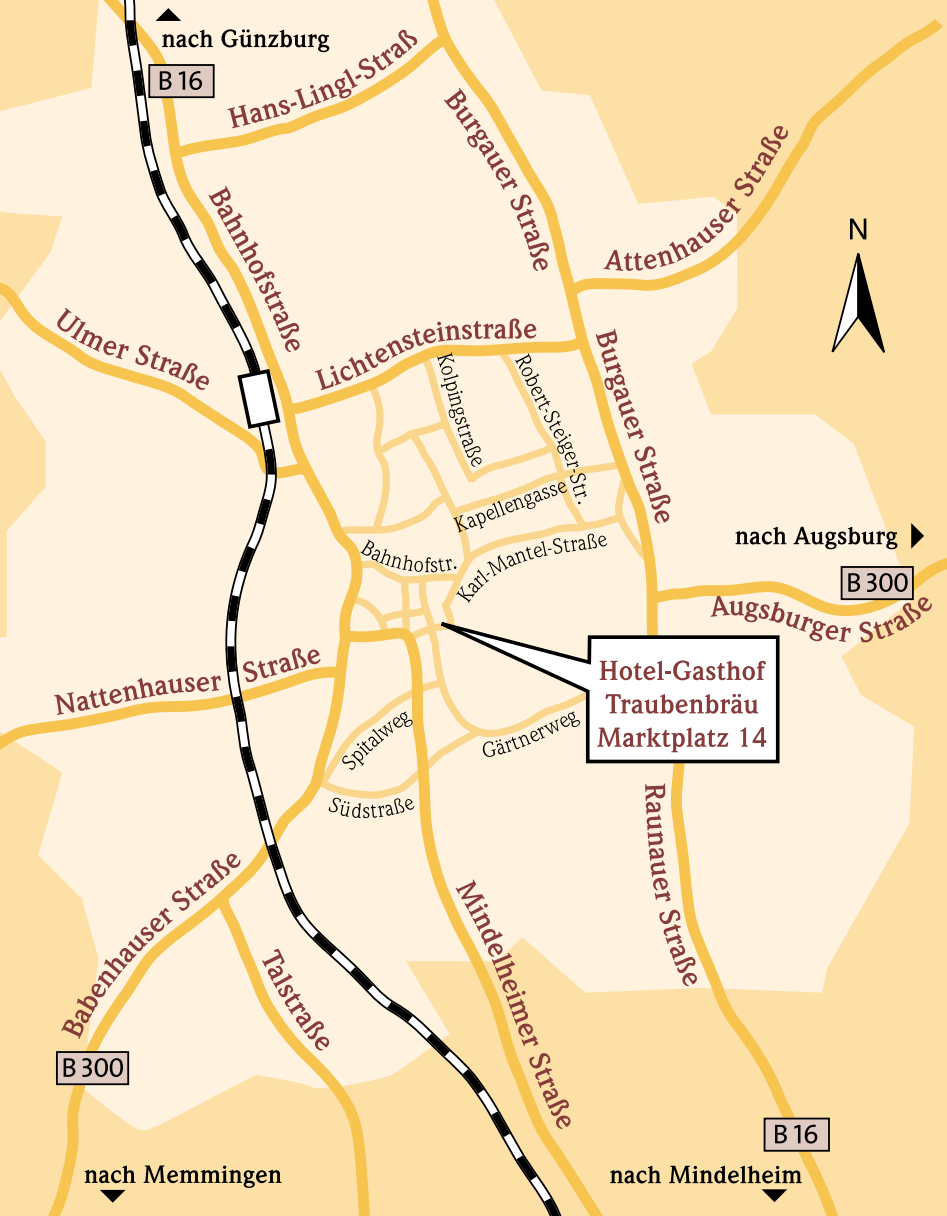 nach Günzburg
B 16
Hans-Lingl-Straß
Burgauer Straße
Attenhauser Straße
N
Bahnhofstraße
Ulmer Straße
Lichtensteinstraße
Burgauer Straße
Kolpingstraße
Robert-Steiger-Str.
Kapellengasse
nach Augsburg
Bahnhofstr.
Karl-Mantel-Straße
B 300
Augsburger Straße
Nattenhauser Straße
Hotel-Gasthof
Traubenbräu
Marktplatz 14
Spitalweg
Gärtnerweg
Südstraße
Raunauer Straße
Babenhauser Straße
Mindelheimer Straße
Talstraße
B 300
B 16
nach Memmingen
nach Mindelheim